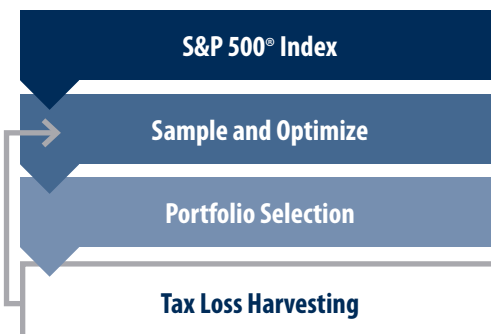 S&P 500® Index
Sample and Optimize
Portfolio Selection
Tax Loss Harvesting